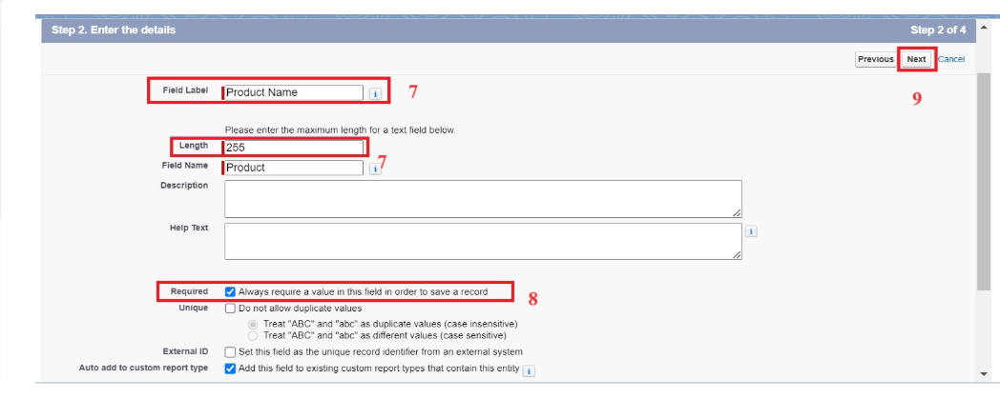 Step 2. Enter the details Step 2 of 4
Previous Next Cancel
Field Label Product Name i 7
9
Please enter the maximum length for a text field below.
Length 255
7
Field Name Product i
Description
Help Text i
Required Always require a value in this field in order to save a record
8
Unique Do not allow duplicate values
Treat "ABC" and "abc" as duplicate values (case insensitive)
Treat "ABC" and "abc" as different values (case sensitive)
External ID Set this field as the unique record identifier from an external system
Auto add to custom report type Add this field to existing custom report types that contain this entity i